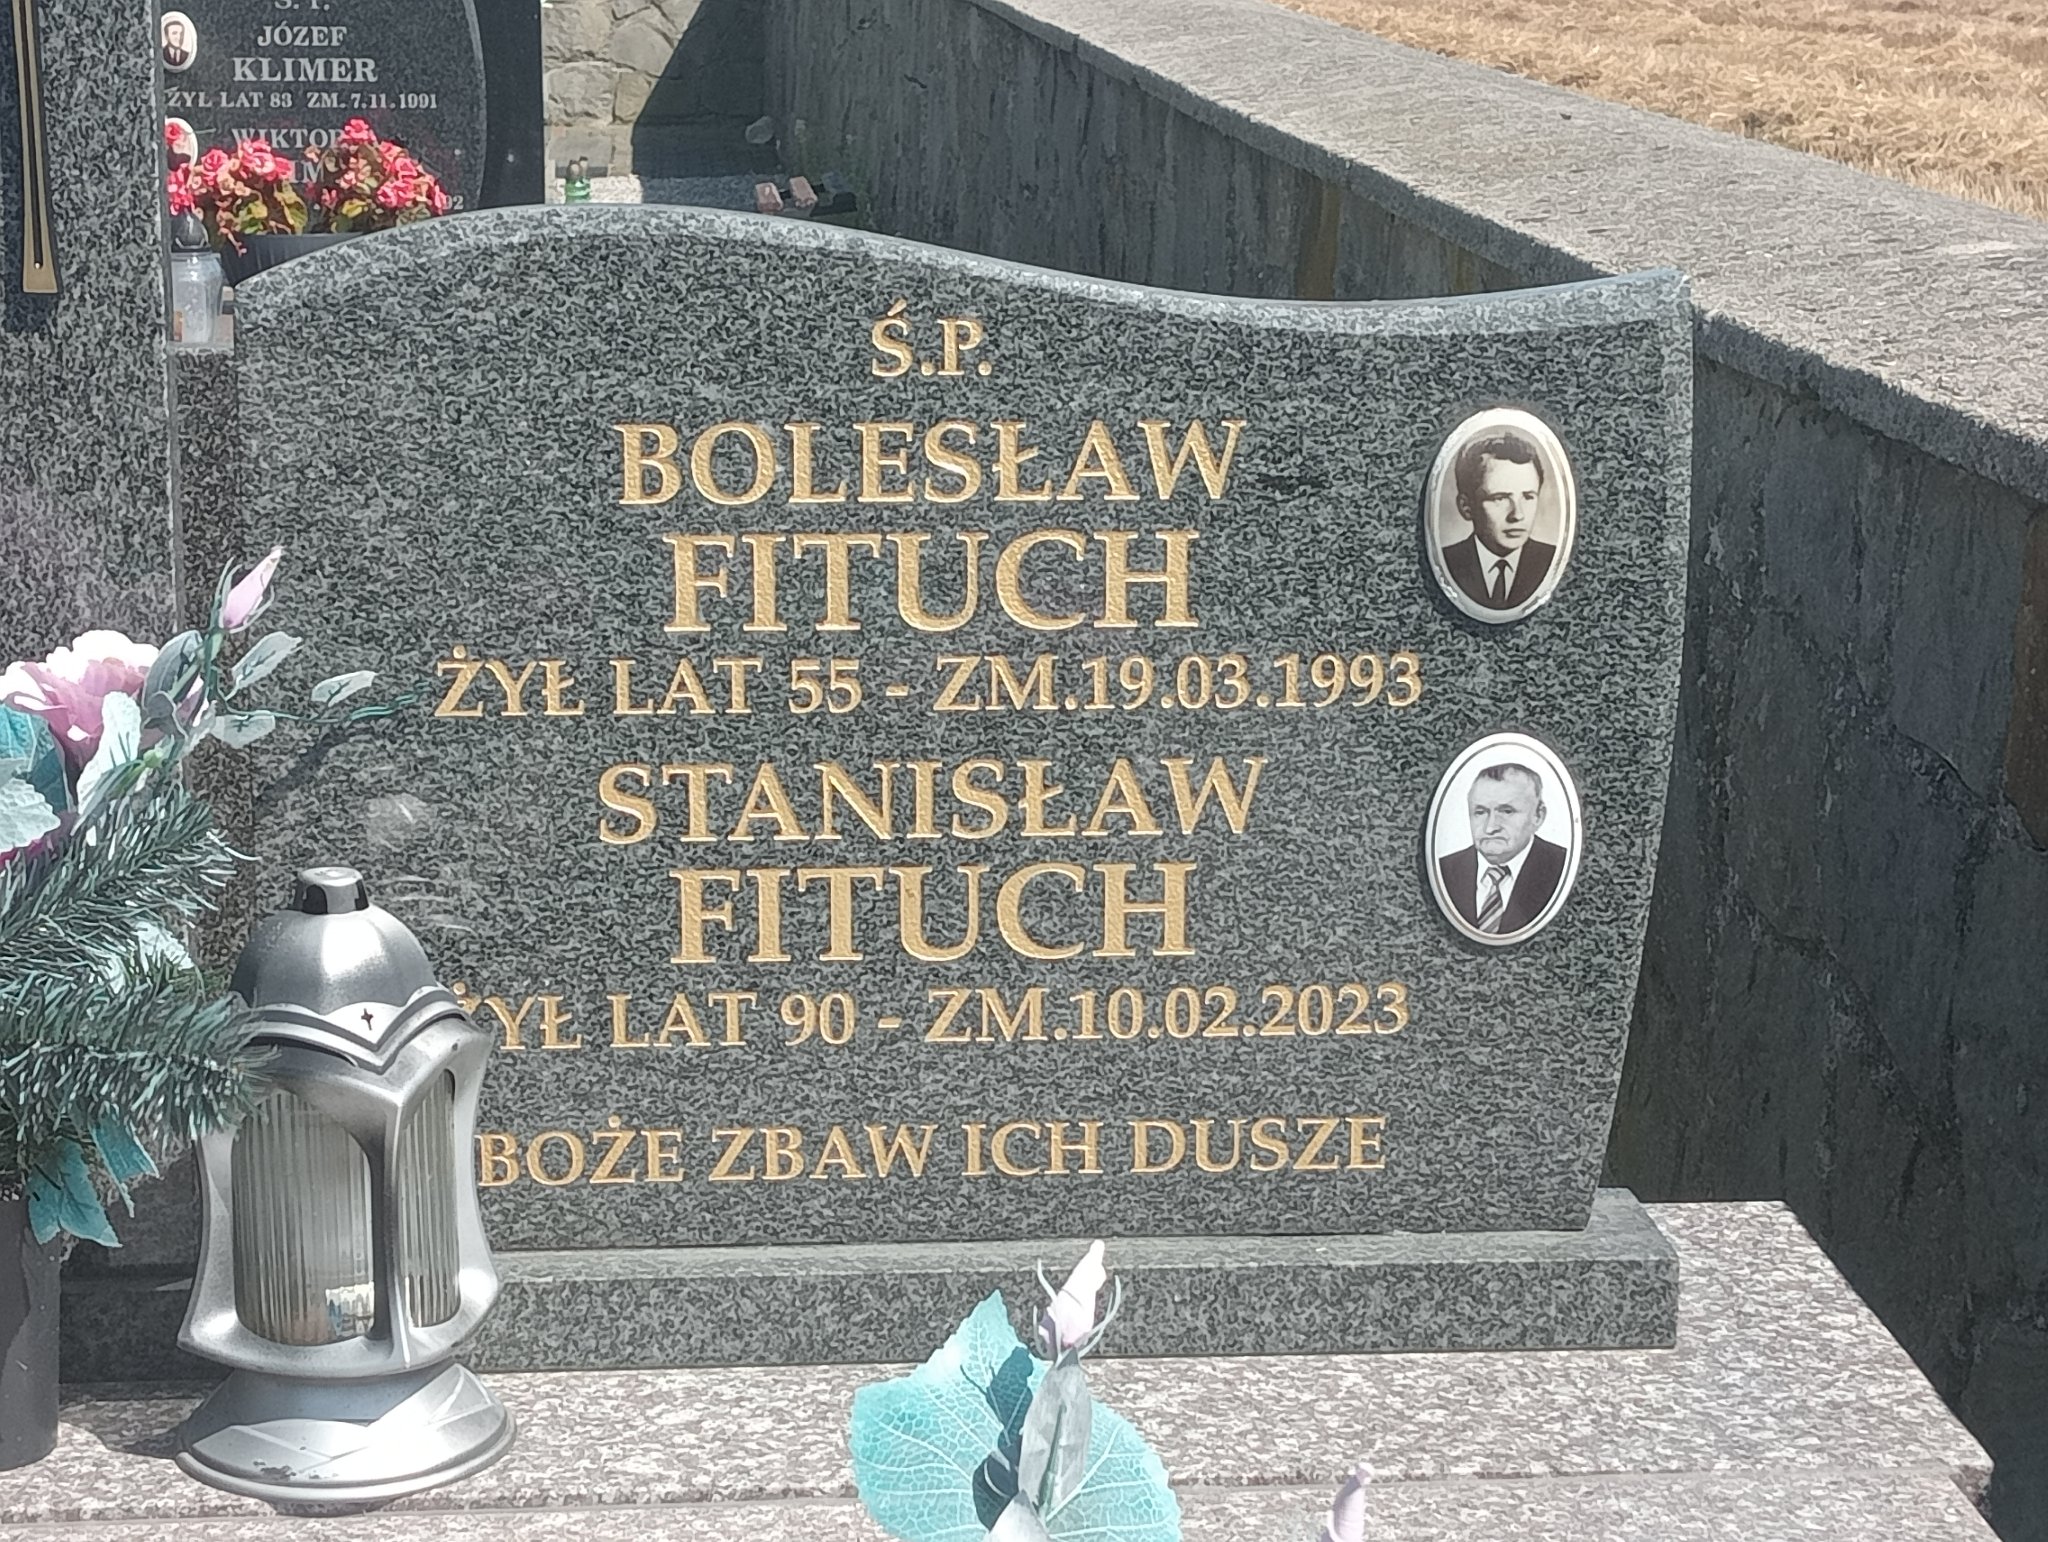 Ś. P.
JÓZEF
KLIMER
ŻYŁ LAT 83 ZM. 7.11.1991
Ś.P.
BOLESŁAW
FITUCH
ŻYŁ LAT 55 - ZM.19.03.1993
STANISŁAW
FITUCH
ŻYŁ LAT 90 - ZM.10.02.2023
BOŻE ZBAW ICH DUSZE